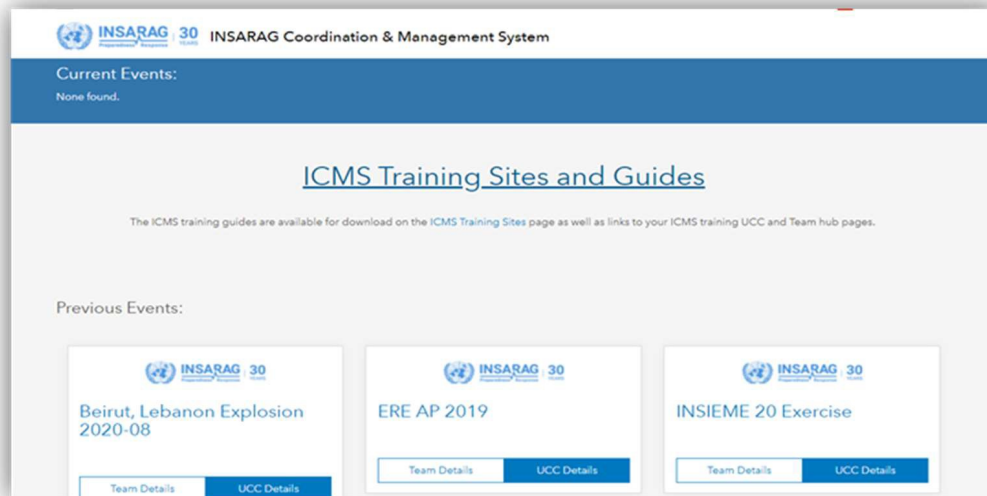 INSARAG 30 INSARAG Coordination & Management System
Preparedness Response YEARS
Current Events:
None found.
ICMS Training Sites and Guides
The ICMS training guides are available for download on the ICMS Training Sites page as well as links to your ICMS training UCC and Team hub pages.
Previous Events:
INSARAG 30
INSARAG 30
INSARAG 30
Beirut, Lebanon Explosion
2020-08
ERE AP 2019
INSIEME 20 Exercise
Team Details
UCC Details
Team Details
UCC Details
Team Details
UCC Details